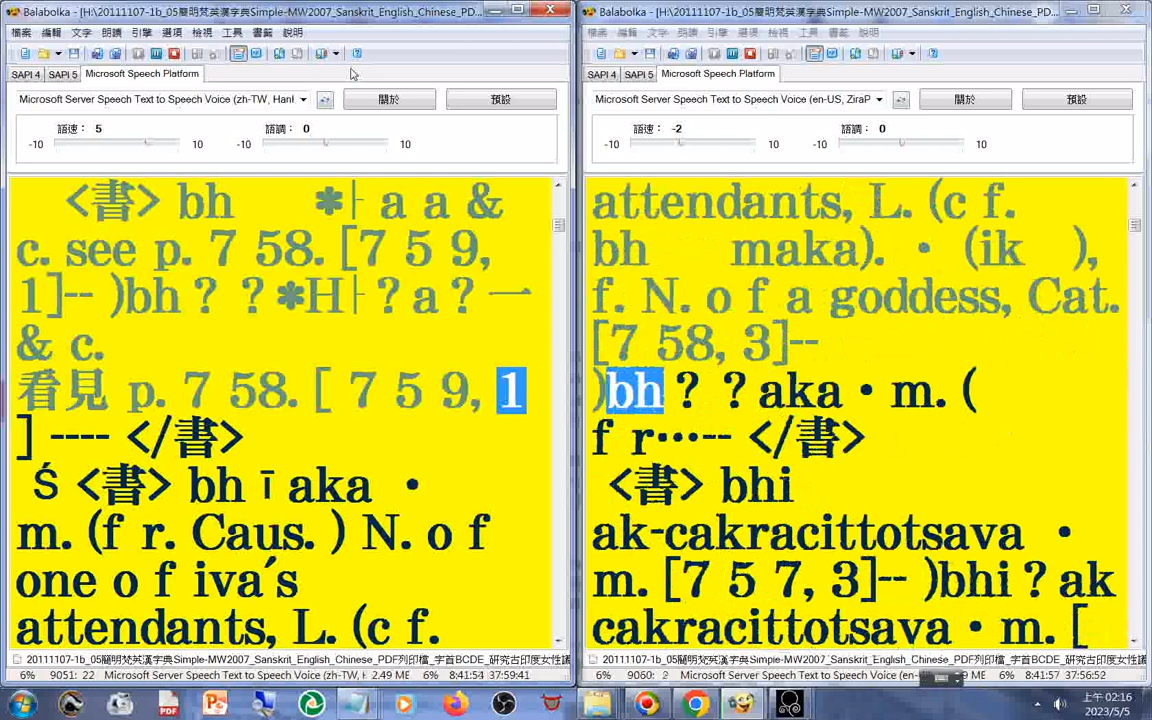 Balabolka - [H:\20111107-1b_05簡明梵英漢字典Simple-MW2007_Sanskrit_English_Chinese_PD...
檔案 編輯 文字 朗讀 引擎 選項 檢視 工具 書籤 說明
SAPI 4 SAPI 5 Microsoft Speech Platform
Microsoft Server Speech Text to Speech Voice (zh-TW, HanH
關於 預設
語速： 5 語調： 0
-10 10 -10 10
<書> bh ✽├ a a &
c. see p. 7 58. [7 5 9,
1]-- )bh？？✽H├？a？一
& c.
看見 p. 7 58. [ 7 5 9, 1
] ---- </書>
Ś <書> bh ī aka •
m. (f r. Caus. ) N. o f
one o f iva´s
attendants, L. (c f.
20111107-1b_05簡明梵英漢字典Simple-MW2007_Sanskrit_English_Chinese_PDF列印檔_字首BCDE_研究古印度女性議
6% 9051: 22 Microsoft Server Speech Text to Speech Voice (zh-TW, H 2.49 ME 6% 8:41:54 37:59:41
Balabolka - [H:\20111107-1b_05簡明梵英漢字典Simple-MW2007_Sanskrit_English_Chinese_PD...
檔案 編輯 文字 朗讀 引擎 選項 檢視 工具 書籤 說明
SAPI 4 SAPI 5 Microsoft Speech Platform
Microsoft Server Speech Text to Speech Voice (en-US, ZiraP
關於 預設
語速： -2 語調： 0
-10 10 -10 10
attendants, L. (c f.
bh maka). • (ik ),
f. N. o f a goddess, Cat.
[7 58, 3]--
)bh？？aka • m. (
f r…-- </書>
<書> bhi
ak-cakracittotsava •
m. [7 5 7, 3]-- )bhi？ak
cakracittotsava • m. [
20111107-1b_05簡明梵英漢字典Simple-MW2007_Sanskrit_English_Chinese_PDF列印檔_字首BCDE_研究古印度女性議
6% 9060: 2 Microsoft Server Speech Text to Speech Voice (en- 9 ME 6% 8:41:57 37:56:52
上午 02:16
2023/5/5